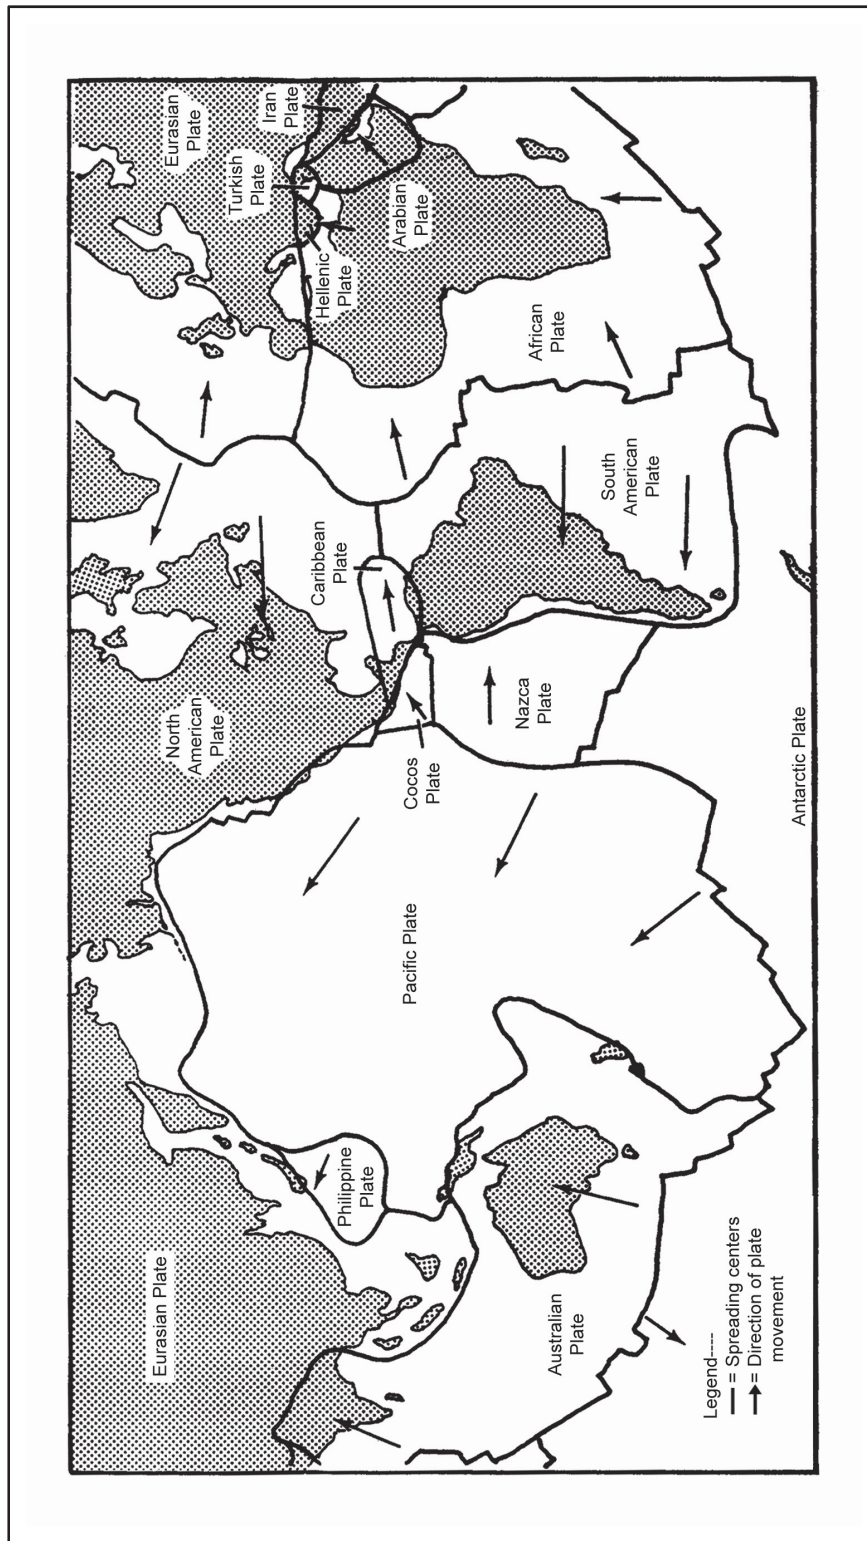 Eurasian Plate
Philippine
Plate
Australian
Plate
Pacific Plate
North
American
Plate
Cocos
Plate
Nazca
Plate
Antarctic Plate
Caribbean
Plate
South
American
Plate
African
Plate
Eurasian
Plate
Turkish
Plate
Iran
Plate
Hellenic
Plate
Arabian
Plate
Legend----
= Spreading centers
= Direction of plate
movement